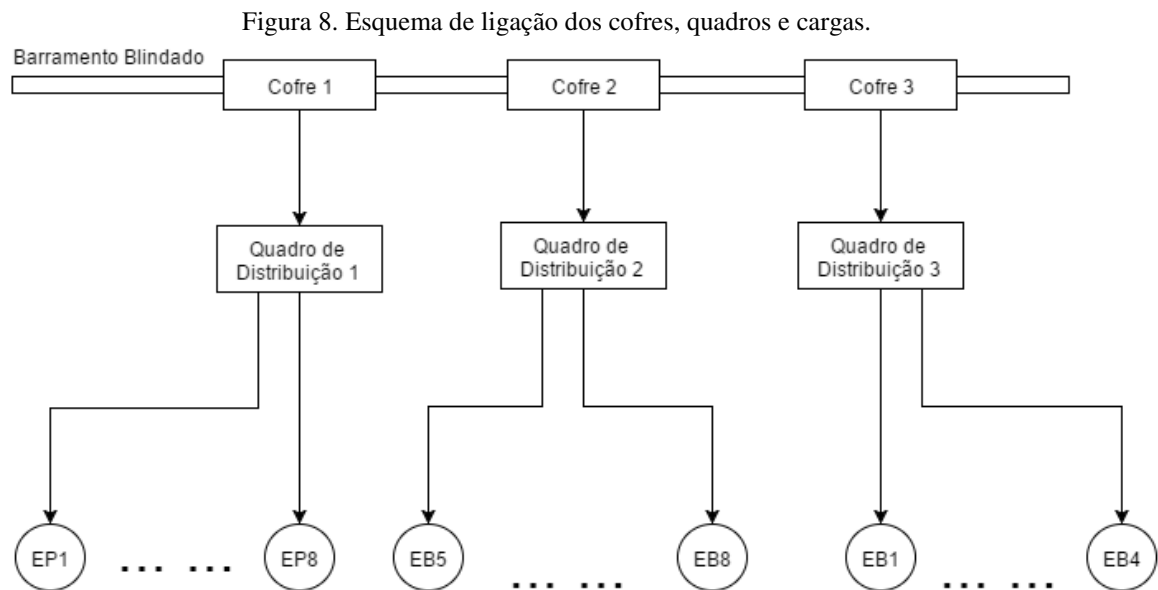 Figura 8. Esquema de ligação dos cofres, quadros e cargas.
Barramento Blindado
Cofre 1
Cofre 2
Cofre 3
Quadro de
Distribuição 1
Quadro de
Distribuição 2
Quadro de
Distribuição 3
EP1
... ...
EP8
EB5
... ...
EB8
EB1
... ...
EB4